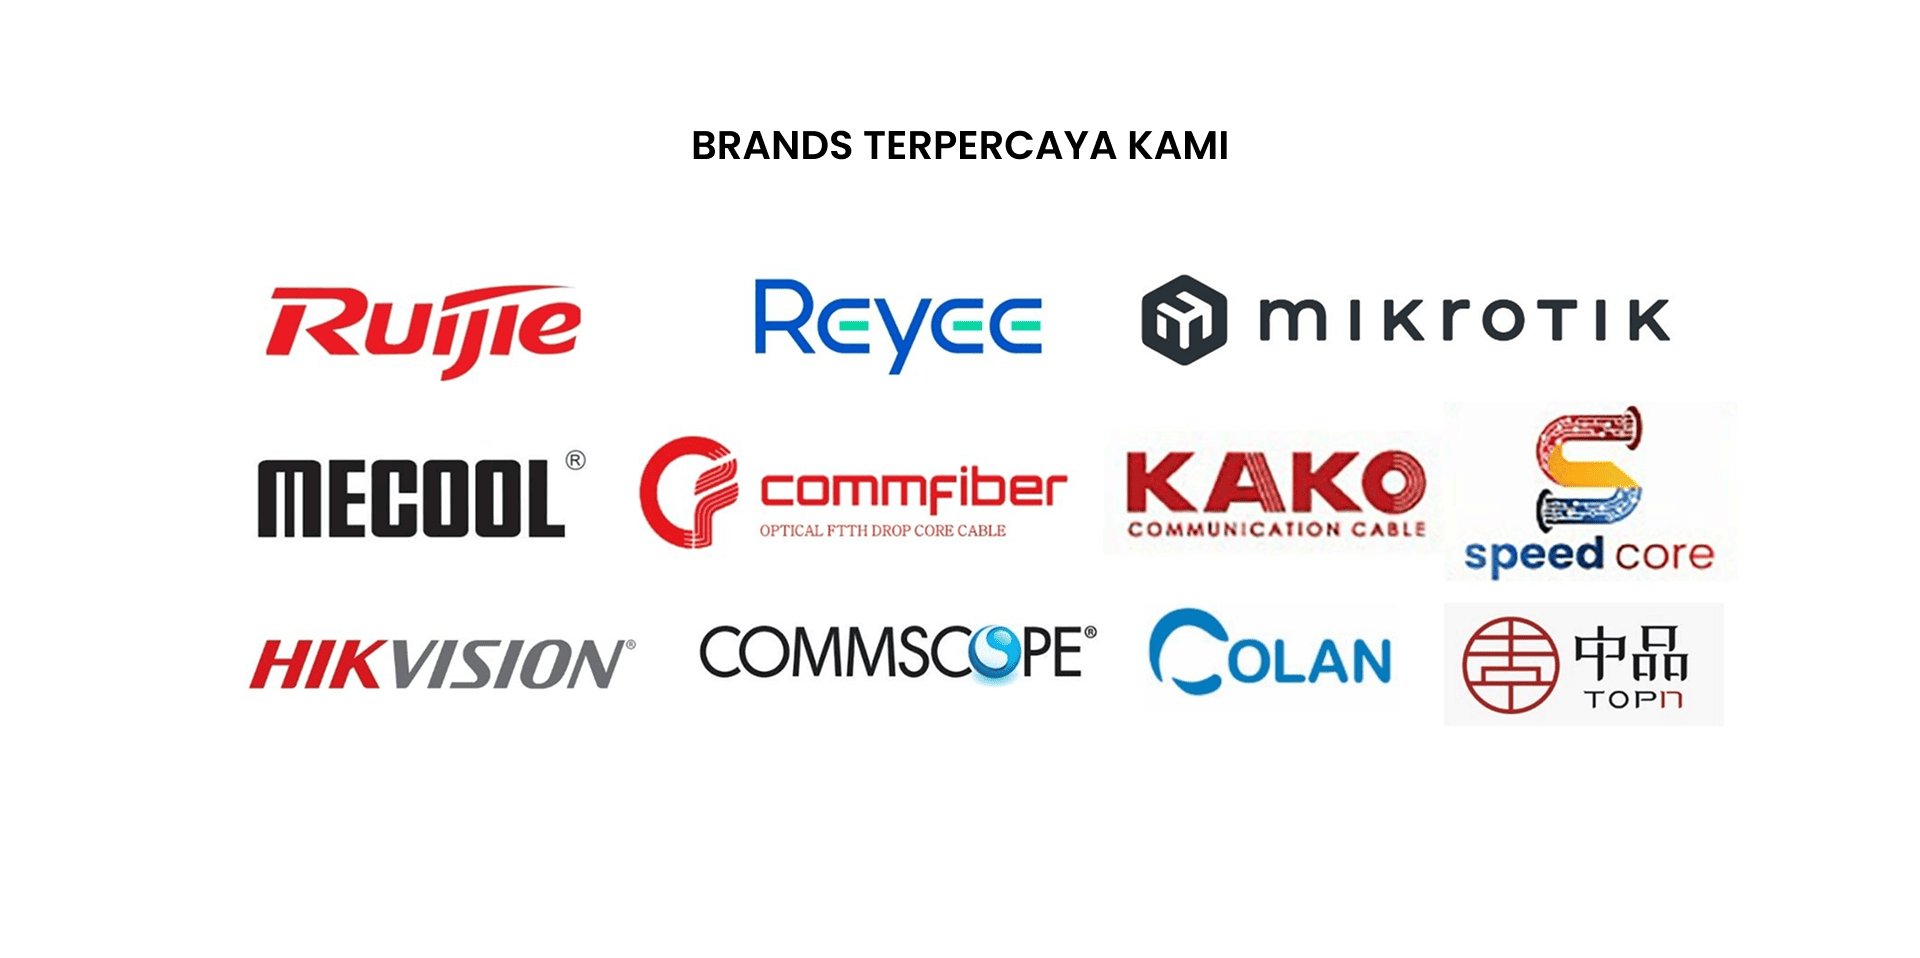 BRANDS TERPERCAYA KAMI
Ruijie
Reyee
mikrotik
MECOOL®
commfiber
OPTICAL FTTH DROP CORE CABLE
KAKO
COMMUNICATION CABLE
speed core
HIKVISION®
COMMSCOPE®
COLAN
中品
TOPIN